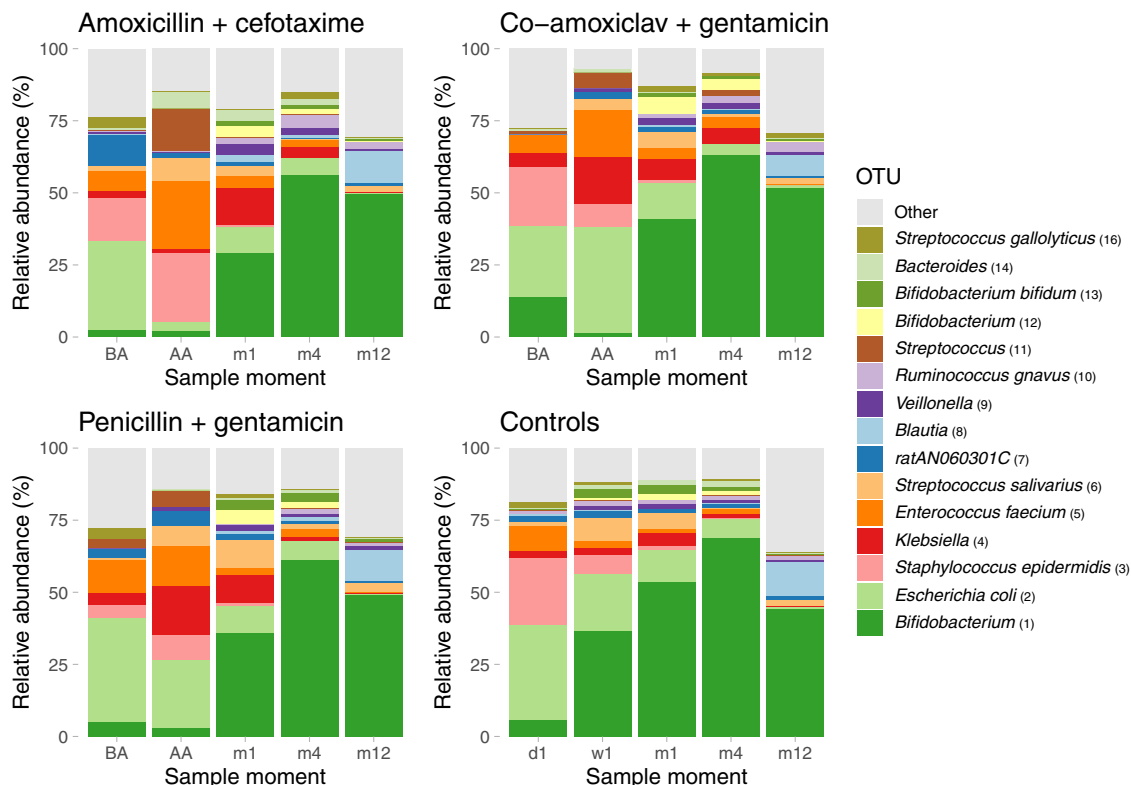 Amoxicillin + cefotaxime
Relative abundance (%)
100
75
50
25
0
BA AA m1 m4 m12
Sample moment
Co−amoxiclav + gentamicin
Relative abundance (%)
100
75
50
25
0
BA AA m1 m4 m12
Sample moment
Penicillin + gentamicin
Relative abundance (%)
100
75
50
25
0
BA AA m1 m4 m12
Sample moment
Controls
Relative abundance (%)
100
75
50
25
0
d1 w1 m1 m4 m12
Sample moment
OTU
Other
Streptococcus gallolyticus (16)
Bacteroides (14)
Bifidobacterium bifidum (13)
Bifidobacterium (12)
Streptococcus (11)
Ruminococcus gnavus (10)
Veillonella (9)
Blautia (8)
ratAN060301C (7)
Streptococcus salivarius (6)
Enterococcus faecium (5)
Klebsiella (4)
Staphylococcus epidermidis (3)
Escherichia coli (2)
Bifidobacterium (1)